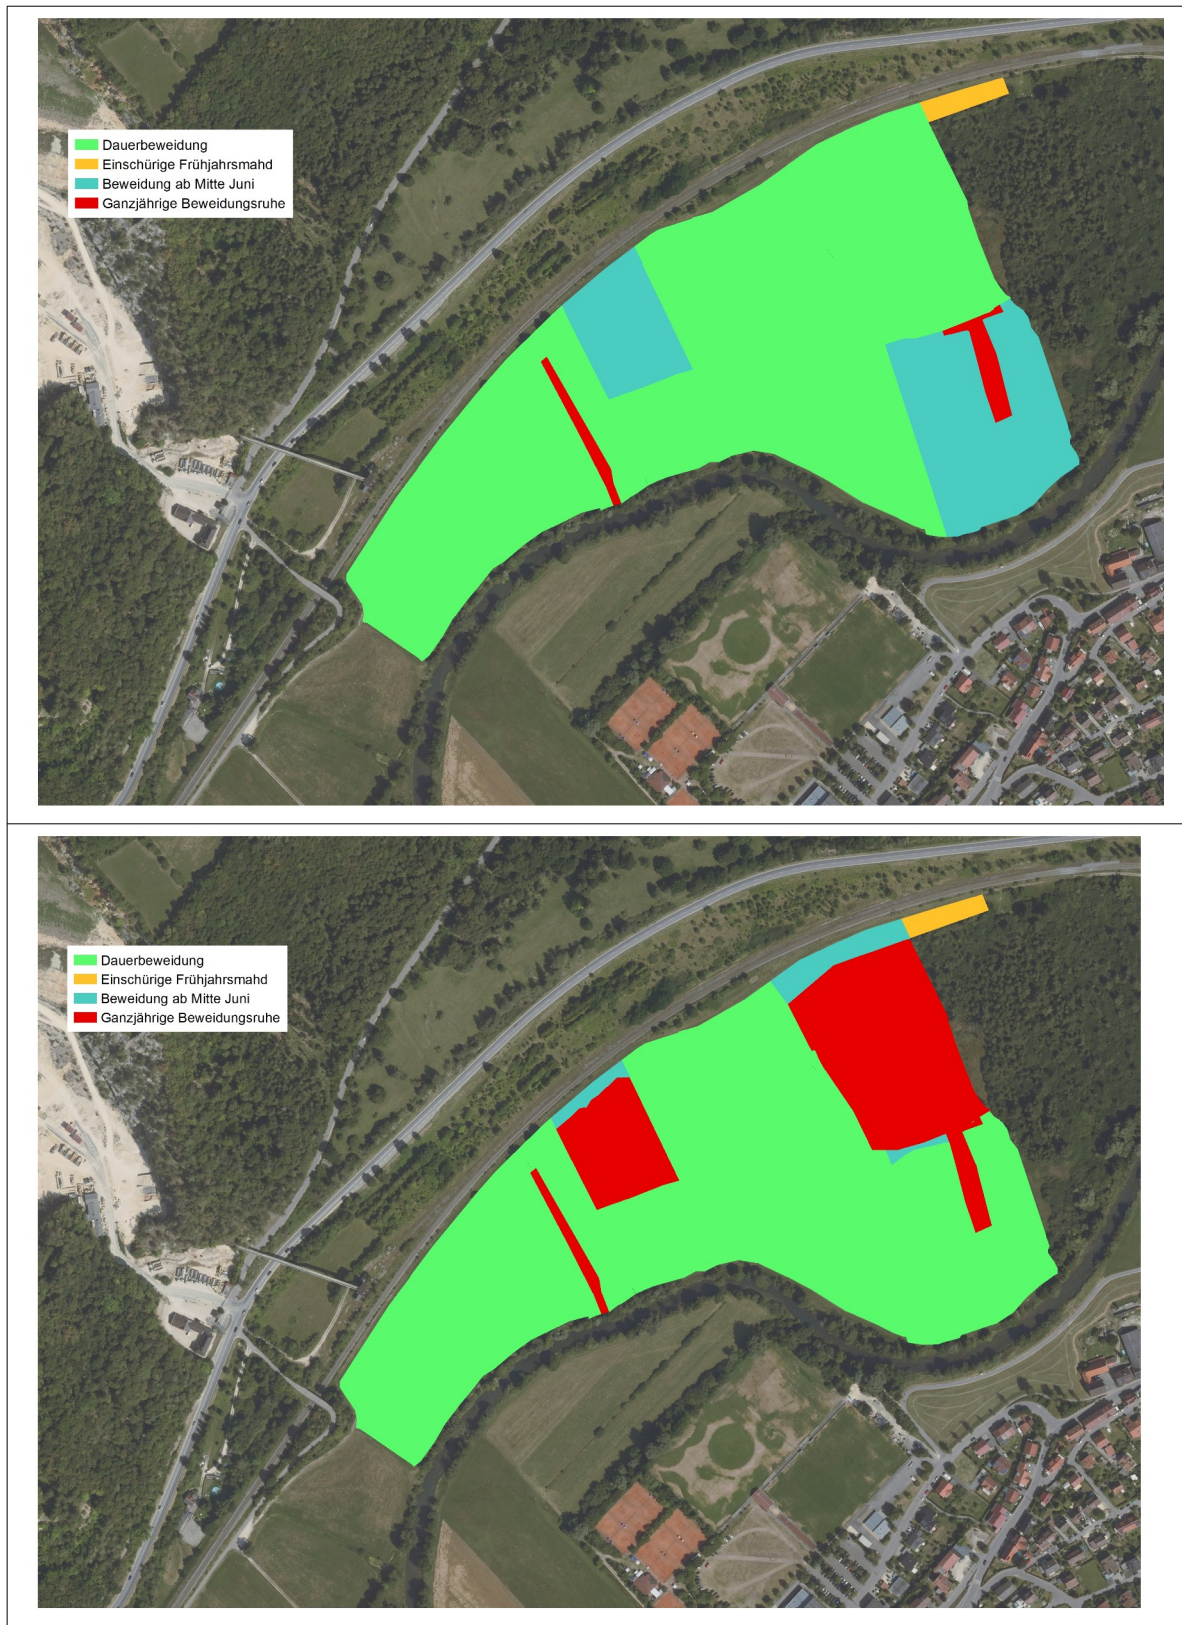 Dauerbeweidung
Einschürige Frühjahrsmahd
Beweidung ab Mitte Juni
Ganzjährige Beweidungsruhe
Dauerbeweidung
Einschürige Frühjahrsmahd
Beweidung ab Mitte Juni
Ganzjährige Beweidungsruhe